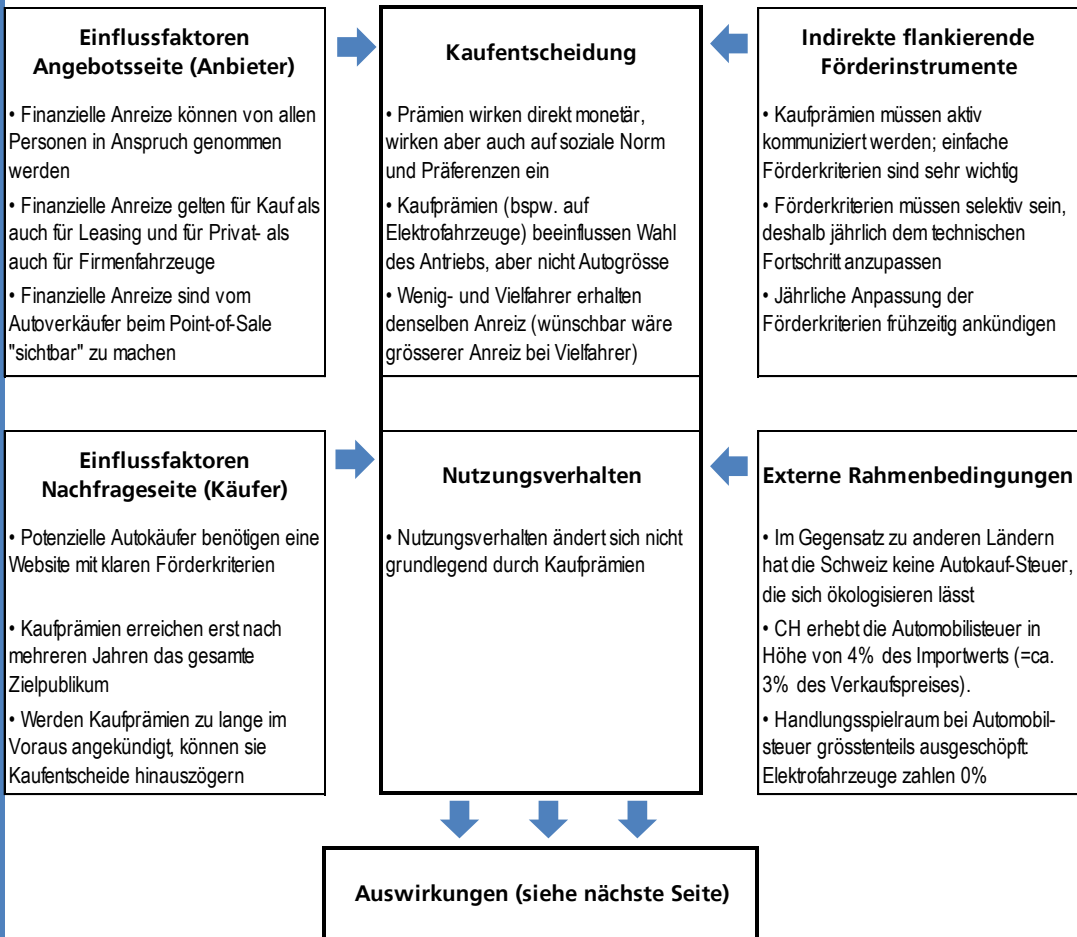 Einflussfaktoren
Angebotsseite (Anbieter)
• Finanzielle Anreize können von allen
Personen in Anspruch genommen
werden
• Finanzielle Anreize gelten für Kauf als
auch für Leasing und für Privat- als
auch für Firmenfahrzeuge
• Finanzielle Anreize sind vom
Autoverkäufer beim Point-of-Sale
"sichtbar" zu machen
Kaufentscheidung
• Prämien wirken direkt monetär,
wirken aber auch auf soziale Norm
und Präferenzen ein
• Kaufprämien (bspw. auf
Elektrofahrzeuge) beeinflussen Wahl
des Antriebs, aber nicht Autogrösse
• Wenig- und Vielfahrer erhalten
denselben Anreiz (wünschbar wäre
grösserer Anreiz bei Vielfahrer)
Indirekte flankierende
Förderinstrumente
• Kaufprämien müssen aktiv
kommuniziert werden; einfache
Förderkriterien sind sehr wichtig
• Förderkriterien müssen selektiv sein,
deshalb jährlich dem technischen
Fortschritt anzupassen
• Jährliche Anpassung der
Förderkriterien frühzeitig ankündigen
Einflussfaktoren
Nachfrageseite (Käufer)
• Potenzielle Autokäufer benötigen eine
Website mit klaren Förderkriterien
• Kaufprämien erreichen erst nach
mehreren Jahren das gesamte
Zielpublikum
• Werden Kaufprämien zu lange im
Voraus angekündigt, können sie
Kaufentscheide hinauszögern
Nutzungsverhalten
• Nutzungsverhalten ändert sich nicht
grundlegend durch Kaufprämien
Externe Rahmenbedingungen
• Im Gegensatz zu anderen Ländern
hat die Schweiz keine Autokauf-Steuer,
die sich ökologisieren lässt
• CH erhebt die Automobilisteuer in
Höhe von 4% des Importwerts (=ca.
3% des Verkaufspreises).
• Handlungsspielraum bei Automobil-
steuer grösstenteils ausgeschöpft:
Elektrofahrzeuge zahlen 0%
Auswirkungen (siehe nächste Seite)